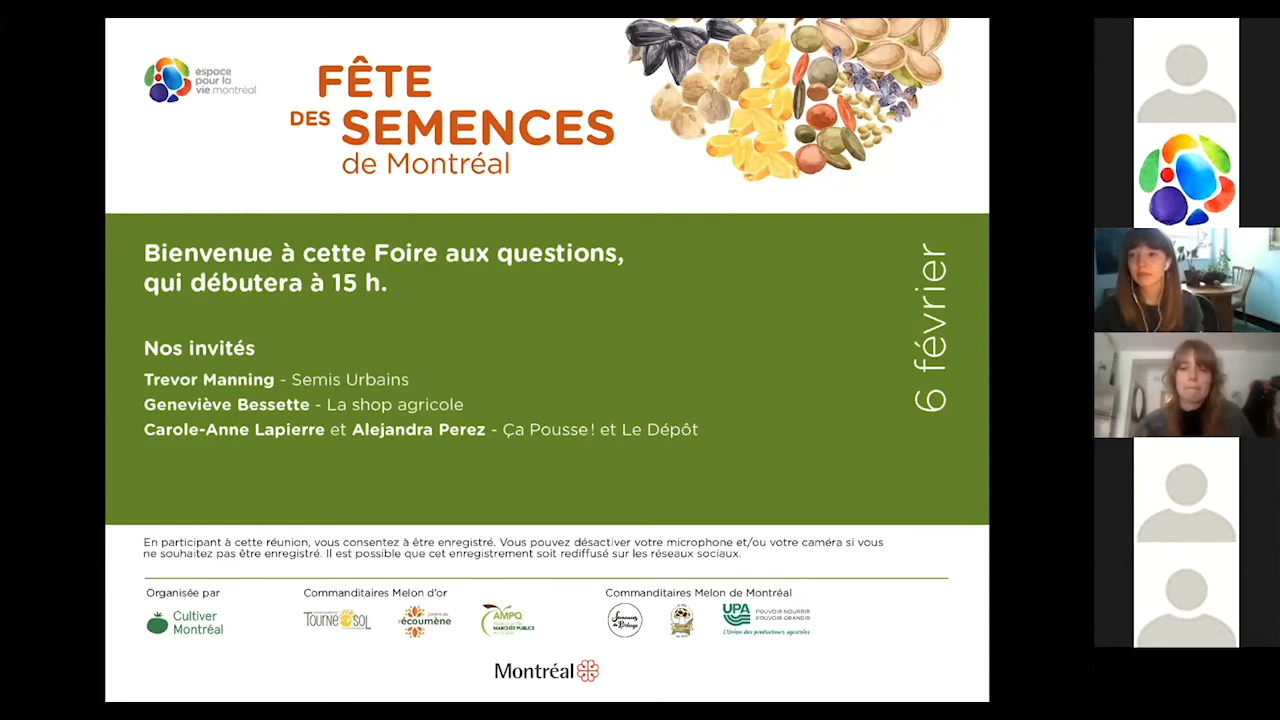 espace
pour la
vie montréal
FÊTE
DES SEMENCES
de Montréal
Bienvenue à cette Foire aux questions,
qui débutera à 15 h.
6 février
Nos invités
Trevor Manning - Semis Urbains
Geneviève Bessette - La shop agricole
Carole-Anne Lapierre et Alejandra Perez - Ça Pousse! et Le Dépôt
En participant à cette réunion, vous consentez à être enregistré. Vous pouvez désactiver votre microphone et/ou votre caméra si vous
ne souhaitez pas être enregistré. Il est possible que cet enregistrement soit rediffusé sur les réseaux sociaux.
Organisée par
Commanditaires Melon d'or
Commanditaires Melon de Montréal
Cultiver
Montréal
TOURNE SOL
écoumène
AMPQ
MARCHÉS PUBLICS
UPA
POUVOIR NOURRIR
POUVOIR GRANDIR
L'Union des producteurs agricoles
Montréal